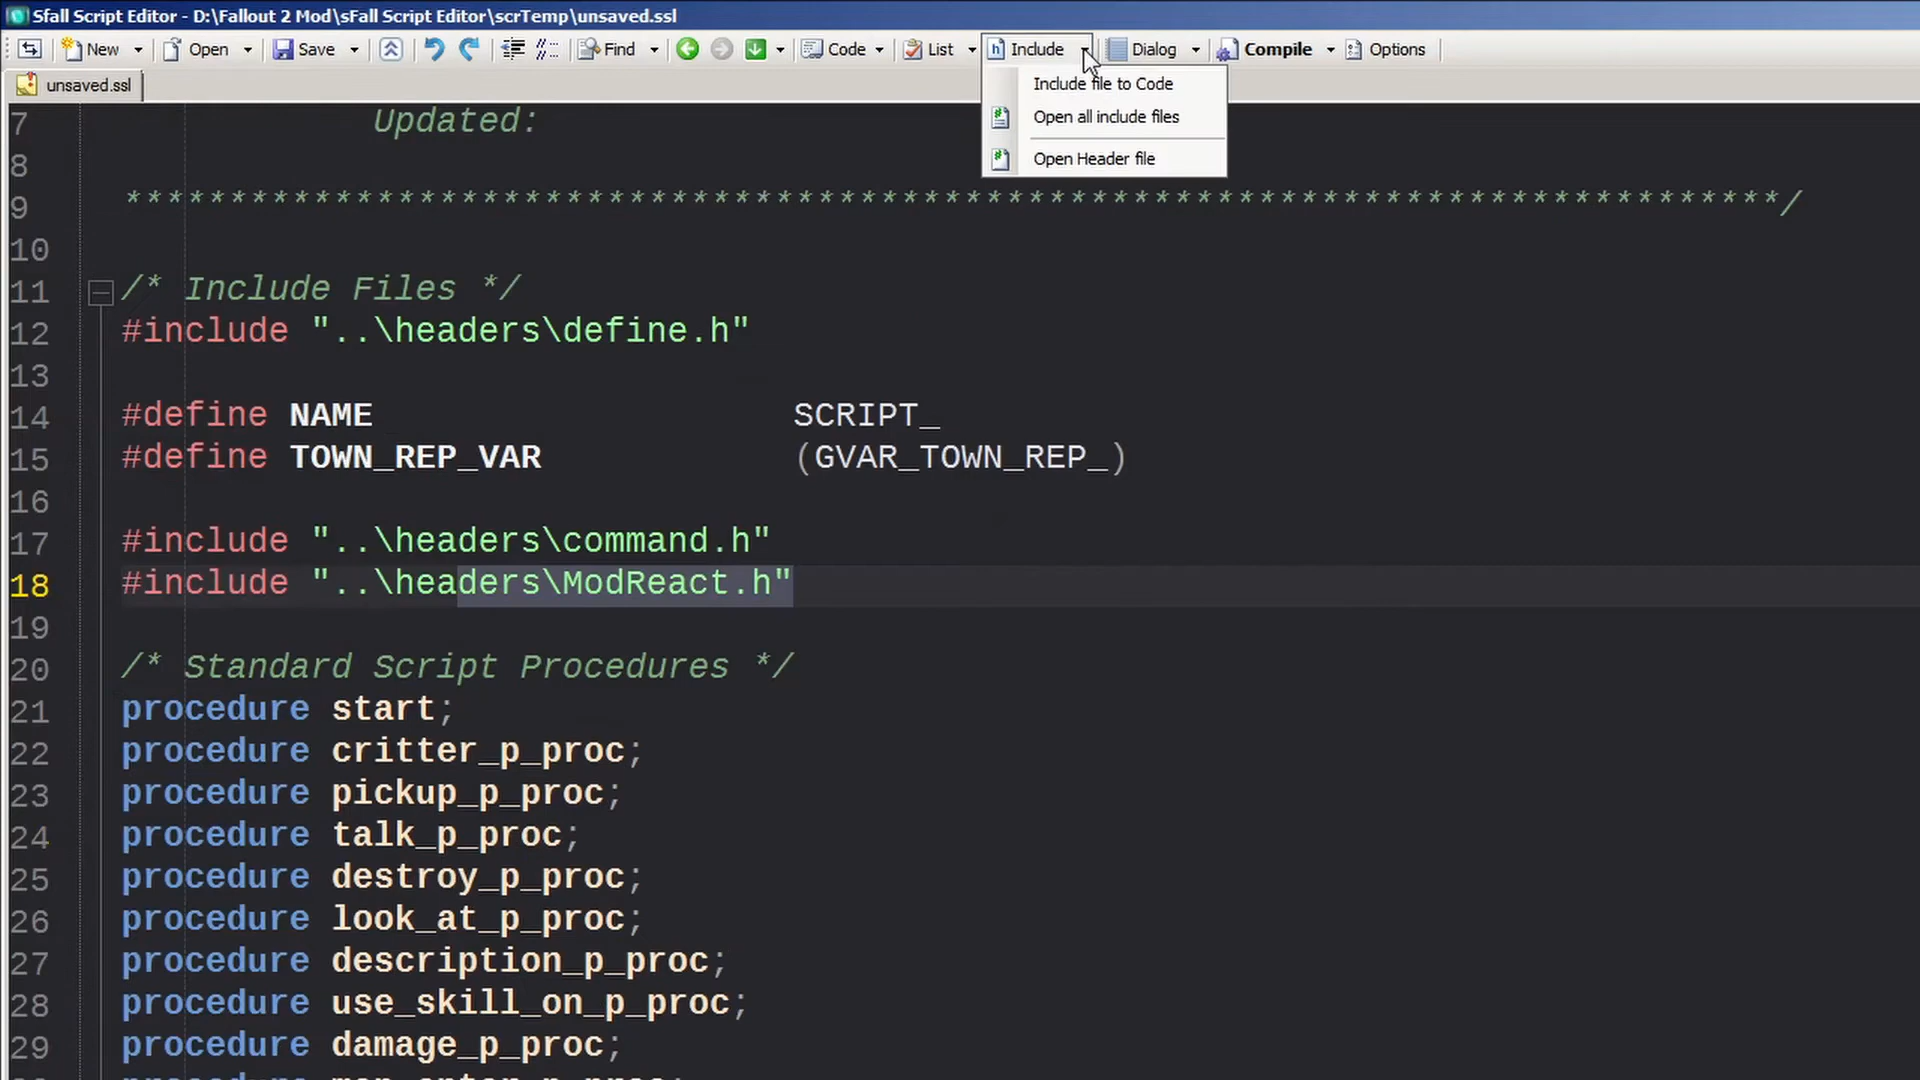 Sfall Script Editor - D:\Fallout 2 Mod\sFall Script Editor\scrTemp\unsaved.ssl
New Open Save Find Code List Include Dialog Compile Options
unsaved.ssl
Include file to Code
Open all include files
Open Header file
7 Updated:
8
9 *******************************************************************************/
10
11 /* Include Files */
12 #include "..\headers\define.h"
13
14 #define NAME SCRIPT_
15 #define TOWN_REP_VAR (GVAR_TOWN_REP_)
16
17 #include "..\headers\command.h"
18 #include "..\headers\ModReact.h"
19
20 /* Standard Script Procedures */
21 procedure start;
22 procedure critter_p_proc;
23 procedure pickup_p_proc;
24 procedure talk_p_proc;
25 procedure destroy_p_proc;
26 procedure look_at_p_proc;
27 procedure description_p_proc;
28 procedure use_skill_on_p_proc;
29 procedure damage_p_proc;